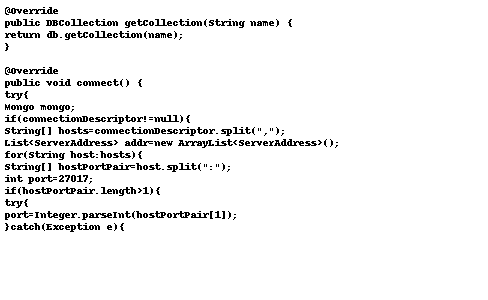 @Override
public DBCollection getCollection(String name) {
return db.getCollection(name);
}

@Override
public void connect() {
try{
Mongo mongo;
if(connectionDescriptor!=null){
String[] hosts=connectionDescriptor.split(",");
List<ServerAddress> addr=new ArrayList<ServerAddress>();
for(String host:hosts){
String[] hostPortPair=host.split(":");
int port=27017;
if(hostPortPair.length>1){
try{
port=Integer.parseInt(hostPortPair[1]);
}catch(Exception e){